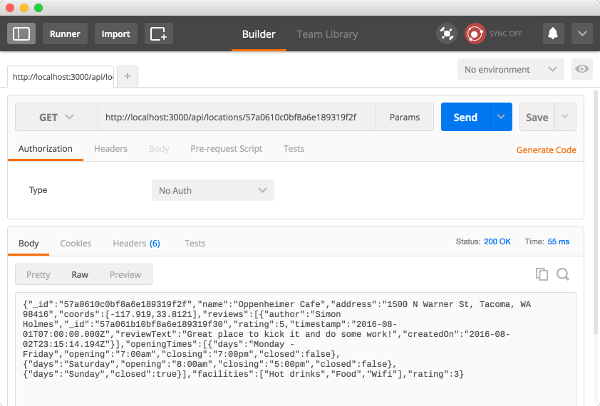 Runner Import Builder Team Library SYNC OFF
http://localhost:3000/api/lo +
No environment
GET http://localhost:3000/api/locations/57a0610c0bf8a6e189319f2f Params Send Save
Authorization Headers Body Pre-request Script Tests Generate Code
Type No Auth
Body Cookies Headers (6) Tests Status: 200 OK Time: 55 ms
Pretty Raw Preview
{"_id":"57a0610c0bf8a6e189319f2f","name":"Oppenheimer Cafe","address":"1500 N Warner St, Tacoma, WA
98416","coords":[-117.919,33.8121],"reviews":[{"author":"Simon
Holmes","_id":"57a061b10bf8a6e189319f30","rating":5,"timestamp":"2016-08-
01T07:00:00.000Z","reviewText":"Great place to kick it and do some work!","createdOn":"2016-08-
02T23:15:14.194Z"}],"openingTimes":[{"days":"Monday -
Friday","opening":"7:00am","closing":"7:00pm","closed":false},
{"days":"Saturday","opening":"8:00am","closing":"5:00pm","closed":false},
{"days":"Sunday","closed":true}],"facilities":["Hot drinks","Food","Wifi"],"rating":3}